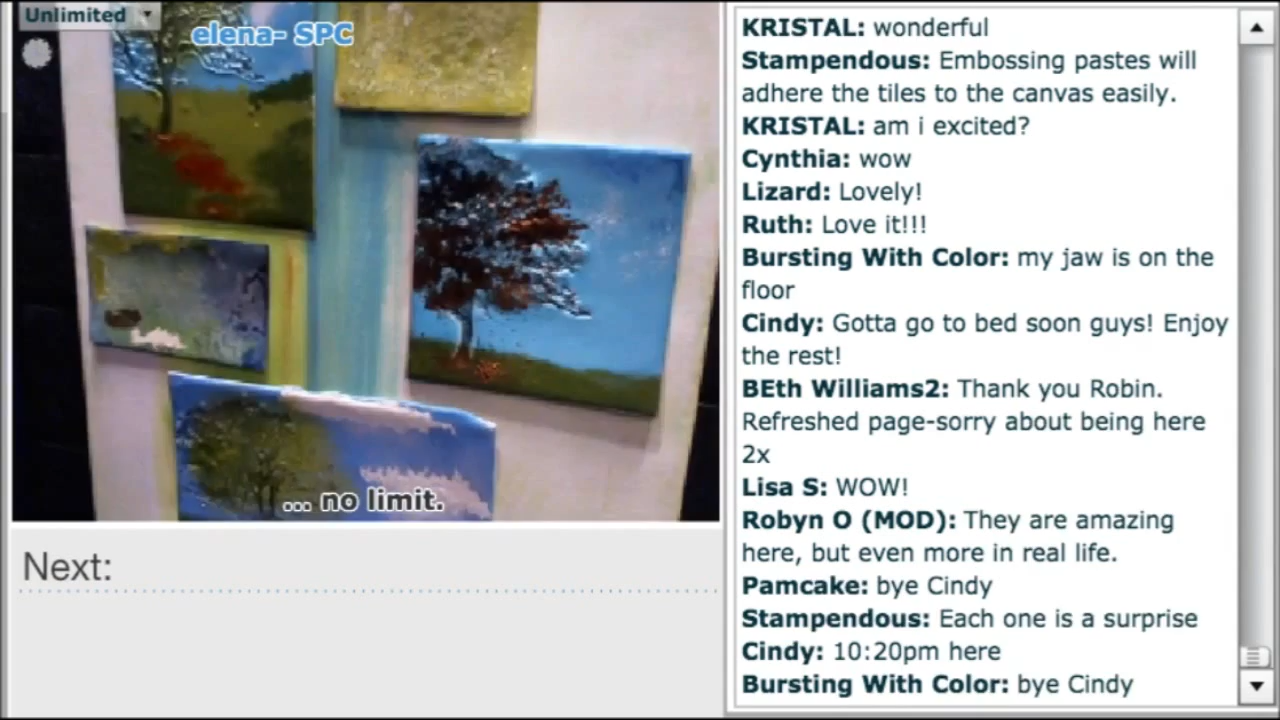 Unlimited
elena- SPC
... no limit.
Next:
KRISTAL: wonderful
Stampendous: Embossing pastes will
adhere the tiles to the canvas easily.
KRISTAL: am i excited?
Cynthia: wow
Lizard: Lovely!
Ruth: Love it!!!
Bursting With Color: my jaw is on the
floor
Cindy: Gotta go to bed soon guys! Enjoy
the rest!
BEth Williams2: Thank you Robin.
Refreshed page-sorry about being here
2x
Lisa S: WOW!
Robyn O (MOD): They are amazing
here, but even more in real life.
Pamcake: bye Cindy
Stampendous: Each one is a surprise
Cindy: 10:20pm here
Bursting With Color: bye Cindy